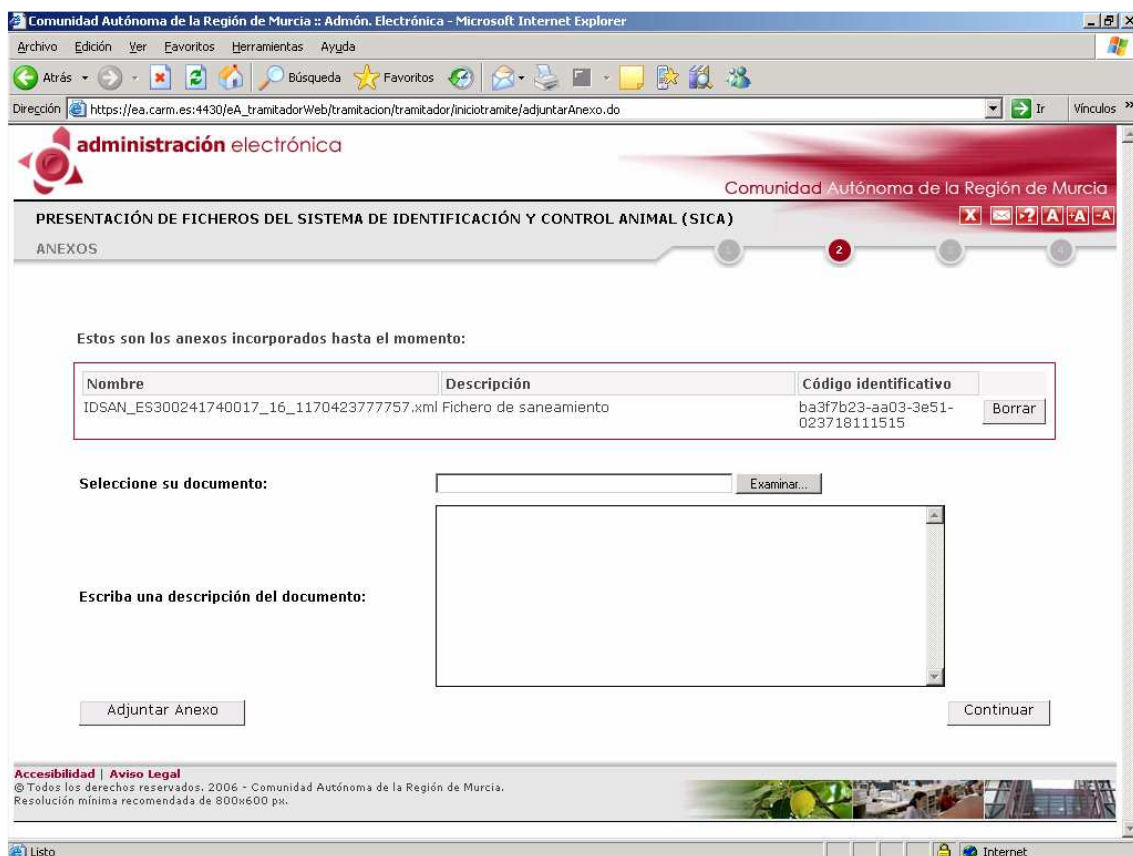 Comunidad Autónoma de la Región de Murcia :: Admón. Electrónica - Microsoft Internet Explorer
Archivo Edición Ver Favoritos Herramientas Ayuda
Atrás Búsqueda Favoritos
Dirección https://ea.carm.es:4430/eA_tramitadorWeb/tramitacion/tramitador/iniciotramite/adjuntarAnexo.do Ir Vínculos »
administración electrónica
Comunidad Autónoma de la Región de Murcia
PRESENTACIÓN DE FICHEROS DEL SISTEMA DE IDENTIFICACIÓN Y CONTROL ANIMAL (SICA)
X ? A +A -A
ANEXOS
1 2 3 4
Estos son los anexos incorporados hasta el momento:
Nombre Descripción Código identificativo
IDSAN_ES300241740017_16_1170423777757.xml Fichero de saneamiento ba3f7b23-aa03-3e51-
023718111515 Borrar
Seleccione su documento: Examinar...
Escriba una descripción del documento:
Adjuntar Anexo Continuar
Accesibilidad | Aviso Legal
© Todos los derechos reservados. 2006 - Comunidad Autónoma de la Región de Murcia.
Resolución mínima recomendada de 800x600 px.
Listo Internet